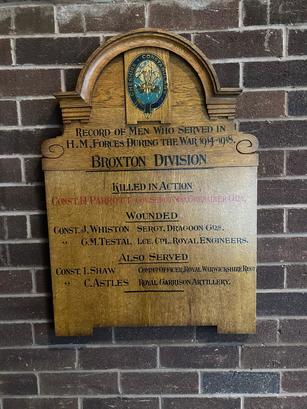 RECORD OF MEN WHO SERVED IN
H.M. FORCES DURING THE WAR 1914-1918.
BROXTON DIVISION
KILLED IN ACTION
CONST. H. PARROTT GRENADIER GDS.
WOUNDED
CONST. J. WHISTON SERGT. DRAGOON GDS.
" G.M. TESTAL LCE. CPL. ROYAL ENGINEERS.
ALSO SERVED
CONST. I. SHAW OFFICER, ROYAL WARWICKSHIRE REGT
" C. ASTLES ROYAL GARRISON ARTILLERY.